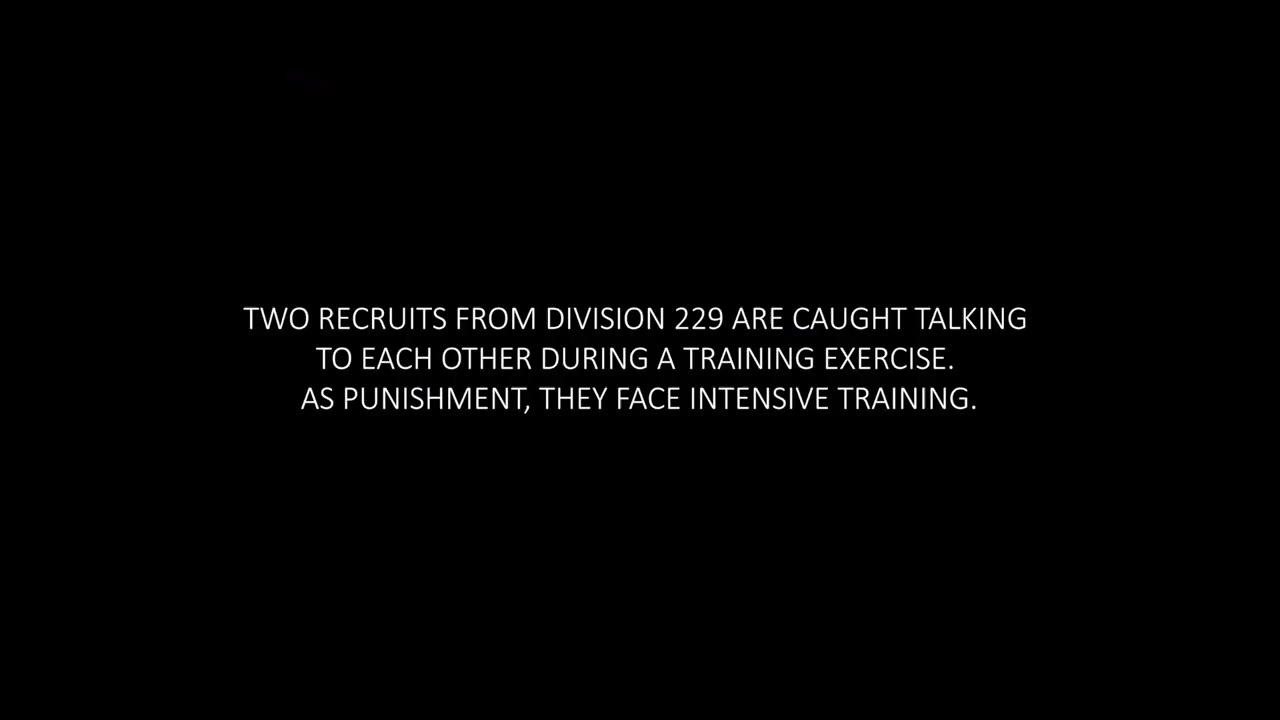 TWO RECRUITS FROM DIVISION 229 ARE CAUGHT TALKING
TO EACH OTHER DURING A TRAINING EXERCISE.
AS PUNISHMENT, THEY FACE INTENSIVE TRAINING.